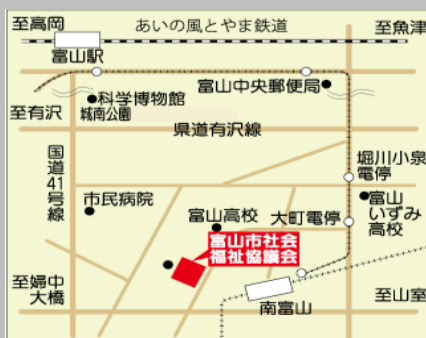 至高岡
あいの風とやま鉄道
至魚津
富山駅
富山中央郵便局
科学博物館
城南公園
至有沢
県道有沢線
国道41号線
堀川小泉
電停
市民病院
富山高校
大町電停
富山
いずみ
高校
富山市社会
福祉協議会
至婦中
大橋
南富山
至山室